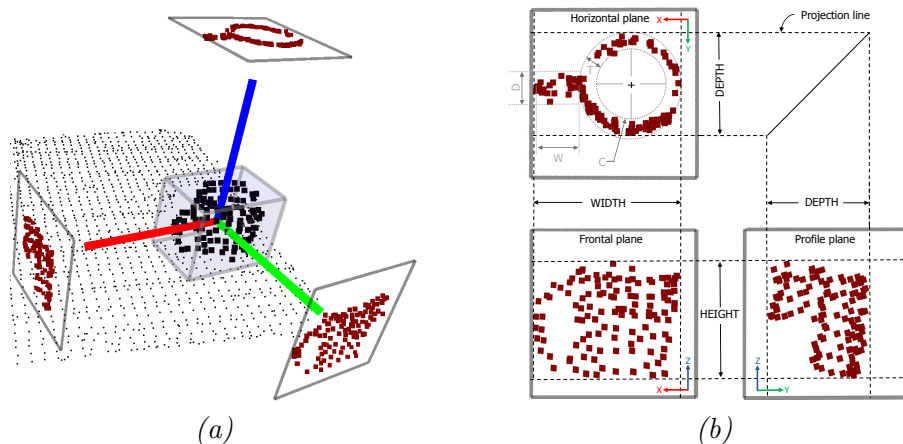 Horizontal plane
X
Y
Projection line
T
D
W
C
DEPTH
WIDTH
DEPTH
Frontal plane
Profile plane
HEIGHT
Z
X
Z
Y
(a)
(b)